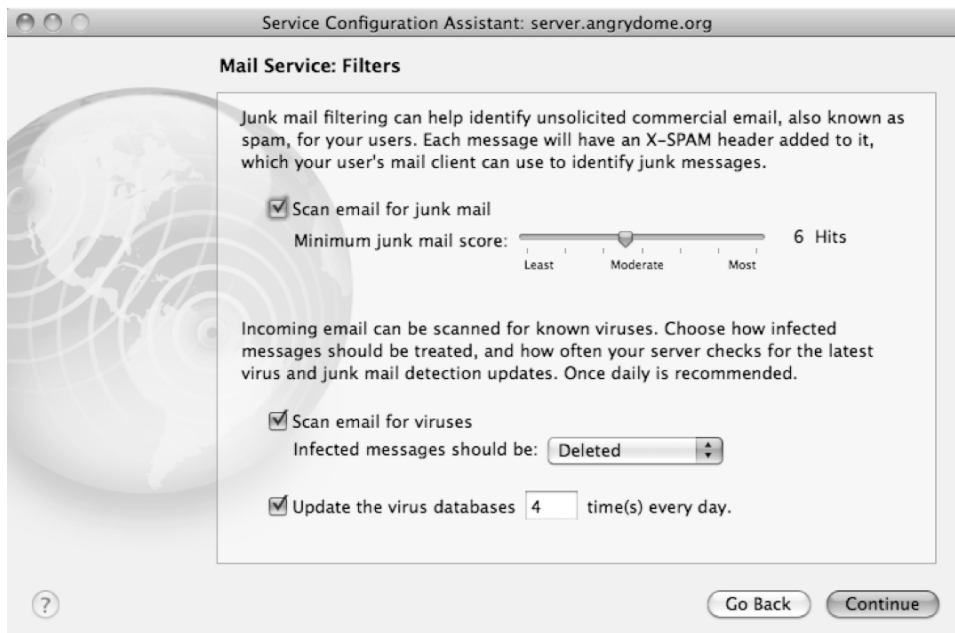 Service Configuration Assistant: server.angrydome.org
Mail Service: Filters
Junk mail filtering can help identify unsolicited commercial email, also known as
spam, for your users. Each message will have an X-SPAM header added to it,
which your user's mail client can use to identify junk messages.
Scan email for junk mail
Minimum junk mail score: 6 Hits
Least Moderate Most
Incoming email can be scanned for known viruses. Choose how infected
messages should be treated, and how often your server checks for the latest
virus and junk mail detection updates. Once daily is recommended.
Scan email for viruses
Infected messages should be: Deleted
Update the virus databases 4 time(s) every day.
? Go Back Continue